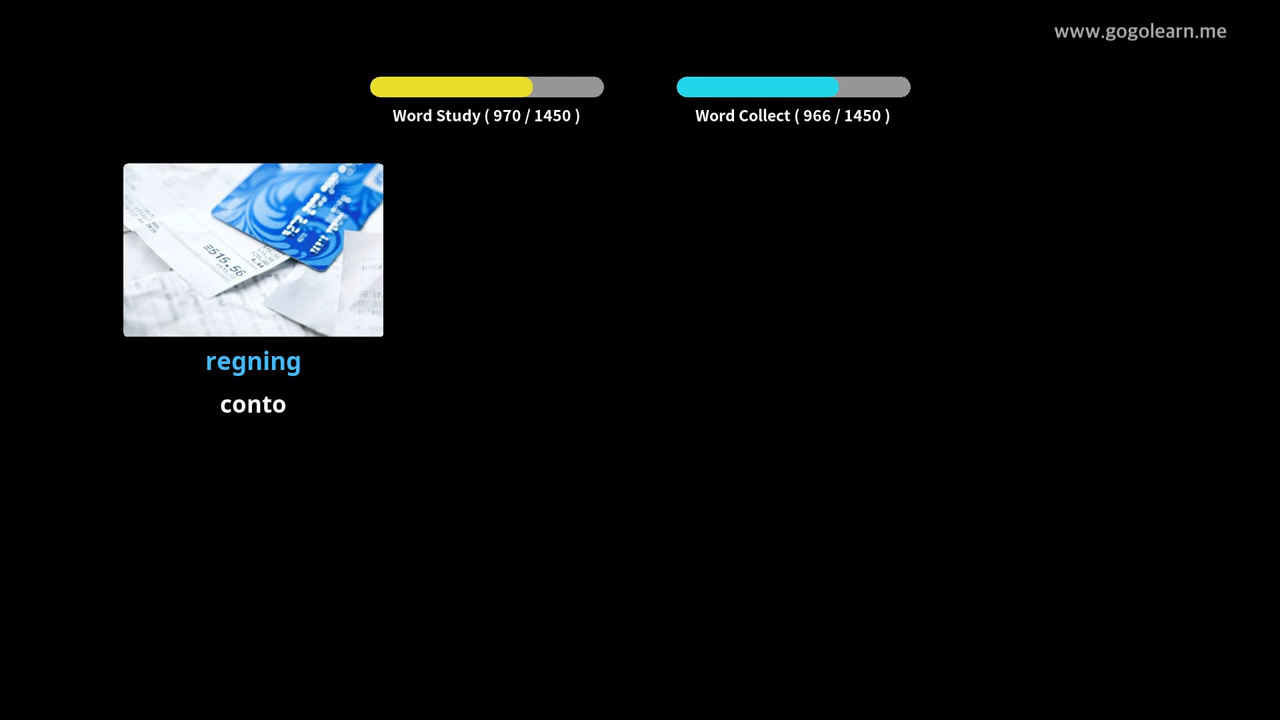 www.gogolearn.me
Word Study ( 970 / 1450 )
Word Collect ( 966 / 1450 )
≡515.56
regning
conto